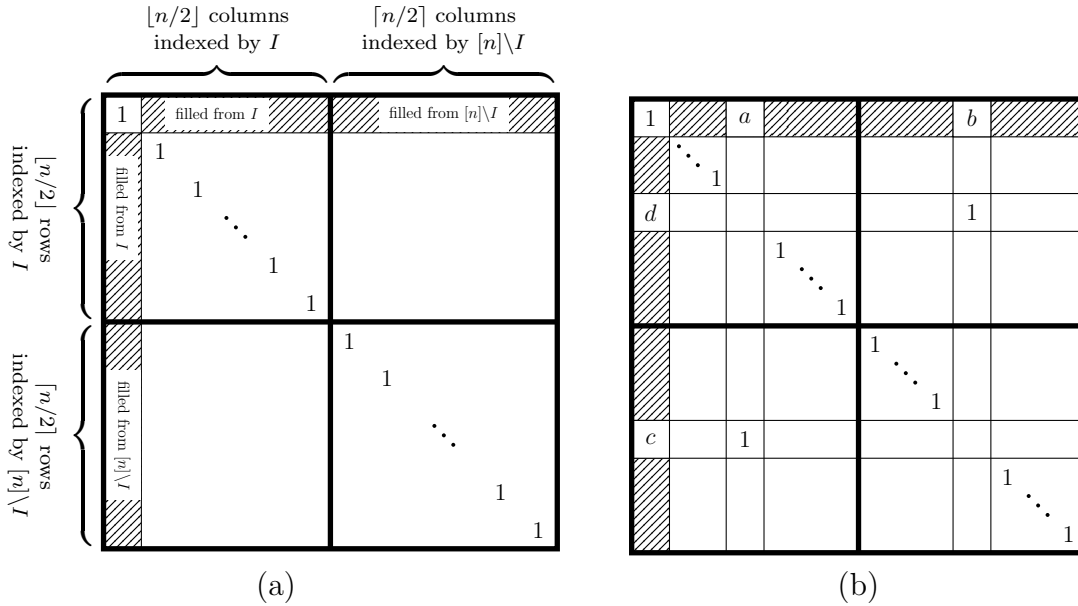 ⌊n/2⌋ columns
indexed by I
⌈n/2⌉ columns
indexed by [n]\I
⌊n/2⌋ rows
indexed by I
⌈n/2⌉ rows
indexed by [n]\I
1 filled from I filled from [n]\I
filled from I
1
1
1
1
filled from [n]\I
1
1
1
1
(a)
1 a b
1
d 1
1
1
1
1
c 1
1
1
(b)